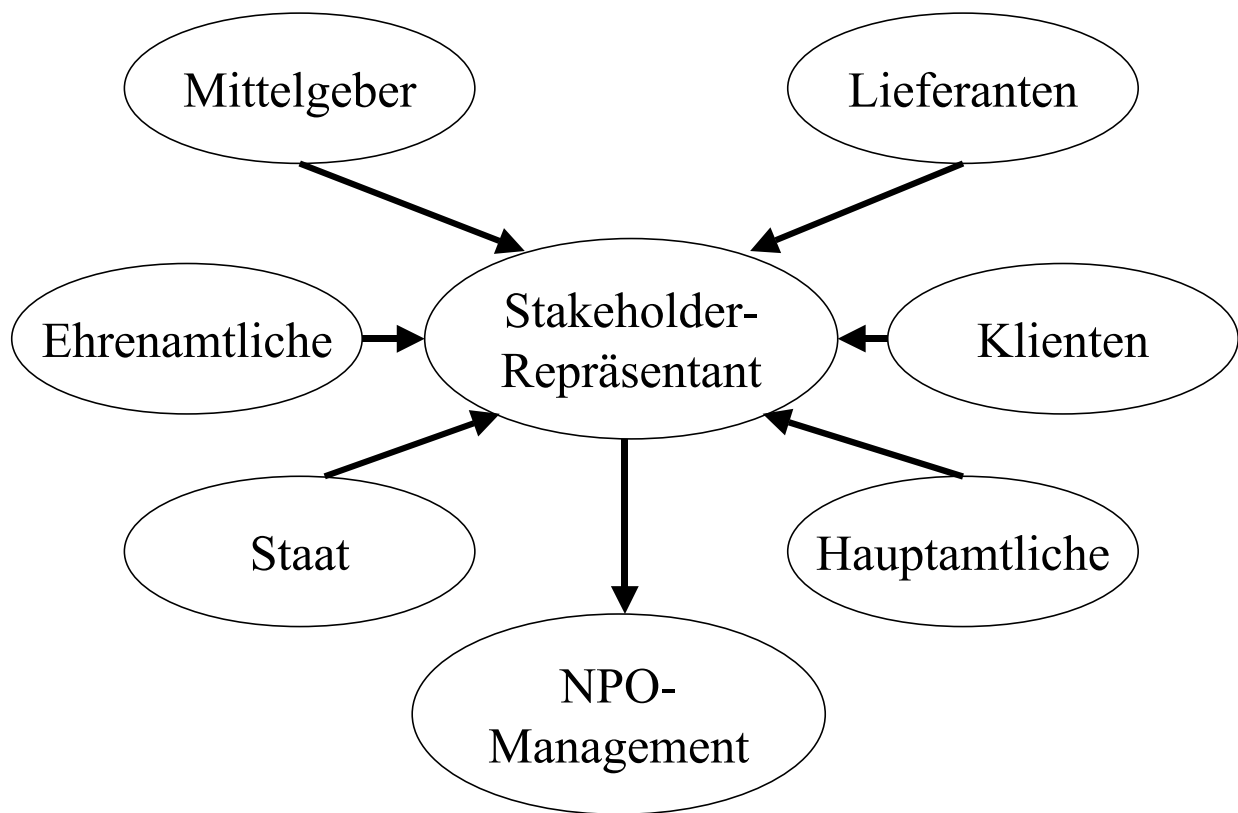 Mittelgeber
Lieferanten
Stakeholder-
Repräsentant
Ehrenamtliche
Klienten
Staat
Hauptamtliche
NPO-
Management